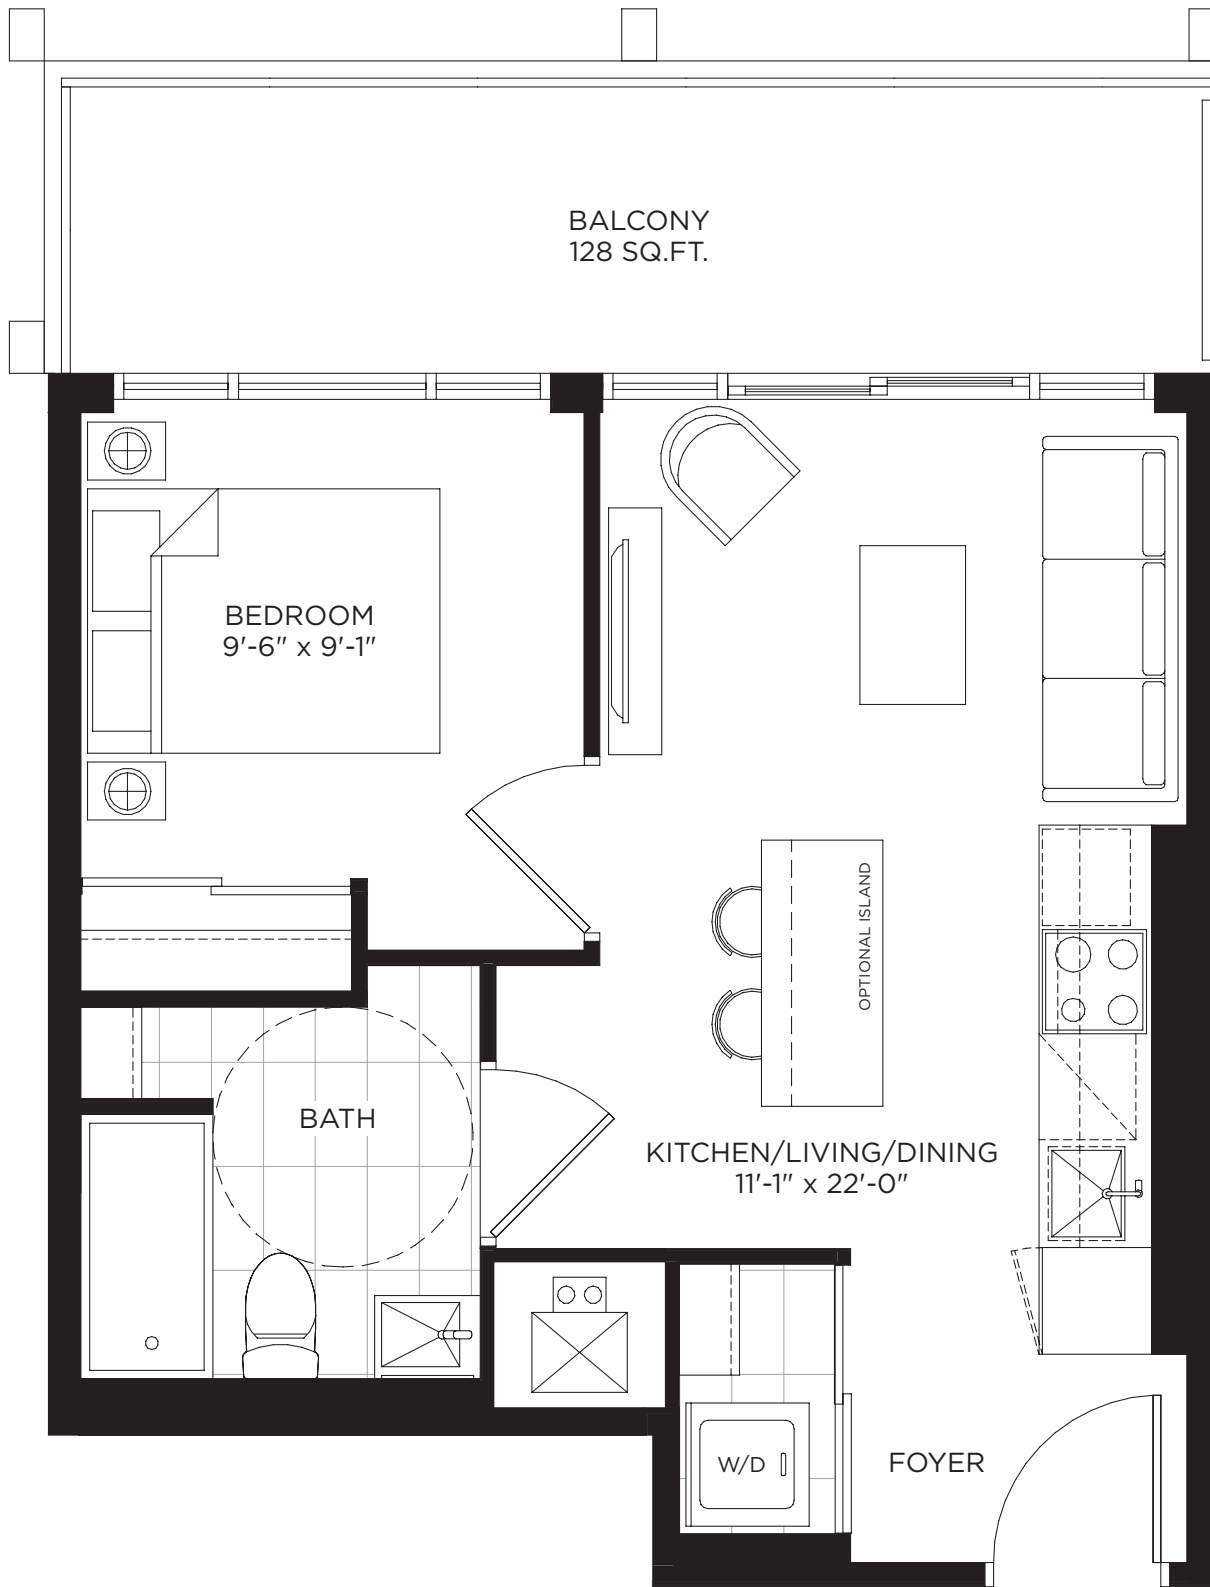 BALCONY
128 SQ.FT.
BEDROOM
9'-6" x 9'-1"
OPTIONAL ISLAND
BATH
KITCHEN/LIVING/DINING
11'-1" x 22'-0"
W/D
FOYER